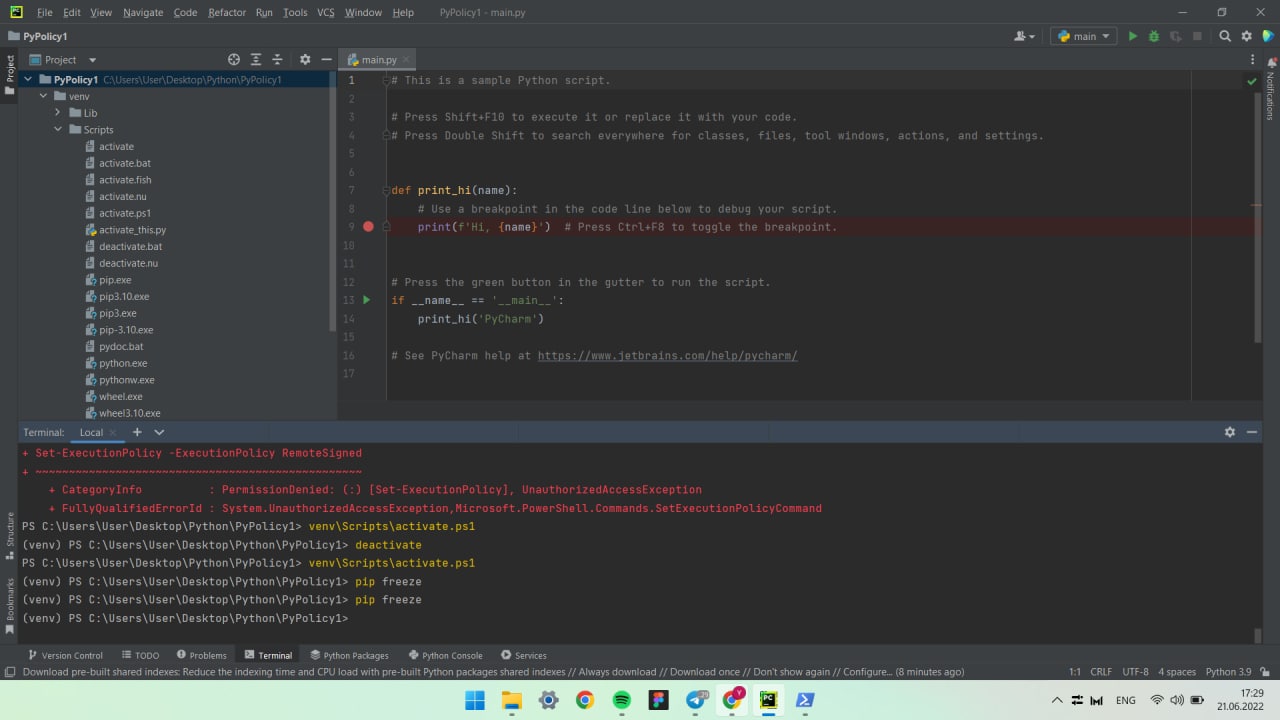 File Edit View Navigate Code Refactor Run Tools VCS Window Help PyPolicy1 - main.py
PyPolicy1
main
Project
Project
main.py
Notifications
PyPolicy1 C:\Users\User\Desktop\Python\PyPolicy1
venv
Lib
Scripts
activate
activate.bat
activate.fish
activate.nu
activate.ps1
activate_this.py
deactivate.bat
deactivate.nu
pip.exe
pip3.10.exe
pip3.exe
pip-3.10.exe
pydoc.bat
python.exe
pythonw.exe
wheel.exe
wheel3.10.exe
1 # This is a sample Python script.
2
3 # Press Shift+F10 to execute it or replace it with your code.
4 # Press Double Shift to search everywhere for classes, files, tool windows, actions, and settings.
5
6
7 def print_hi(name):
8 # Use a breakpoint in the code line below to debug your script.
9 print(f'Hi, {name}') # Press Ctrl+F8 to toggle the breakpoint.
10
11
12 # Press the green button in the gutter to run the script.
13 if __name__ == '__main__':
14 print_hi('PyCharm')
15
16 # See PyCharm help at https://www.jetbrains.com/help/pycharm/
17
Terminal: Local
+ Set-ExecutionPolicy -ExecutionPolicy RemoteSigned
+ ~~~~~~~~~~~~~~~~~~~~~~~~~~~~~~~~~~~~~~~~~~~~~~~~~
+ CategoryInfo : PermissionDenied: (:) [Set-ExecutionPolicy], UnauthorizedAccessException
+ FullyQualifiedErrorId : System.UnauthorizedAccessException,Microsoft.PowerShell.Commands.SetExecutionPolicyCommand
PS C:\Users\User\Desktop\Python\PyPolicy1> venv\Scripts\activate.ps1
(venv) PS C:\Users\User\Desktop\Python\PyPolicy1> deactivate
PS C:\Users\User\Desktop\Python\PyPolicy1> venv\Scripts\activate.ps1
(venv) PS C:\Users\User\Desktop\Python\PyPolicy1> pip freeze
(venv) PS C:\Users\User\Desktop\Python\PyPolicy1> pip freeze
(venv) PS C:\Users\User\Desktop\Python\PyPolicy1>
Structure
Bookmarks
Version Control TODO Problems Terminal Python Packages Python Console Services
Download pre-built shared indexes: Reduce the indexing time and CPU load with pre-built Python packages shared indexes // Always download // Download once // Don't show again // Configure... (8 minutes ago) 1:1 CRLF UTF-8 4 spaces Python 3.9
ENG 17:29
21.06.2022